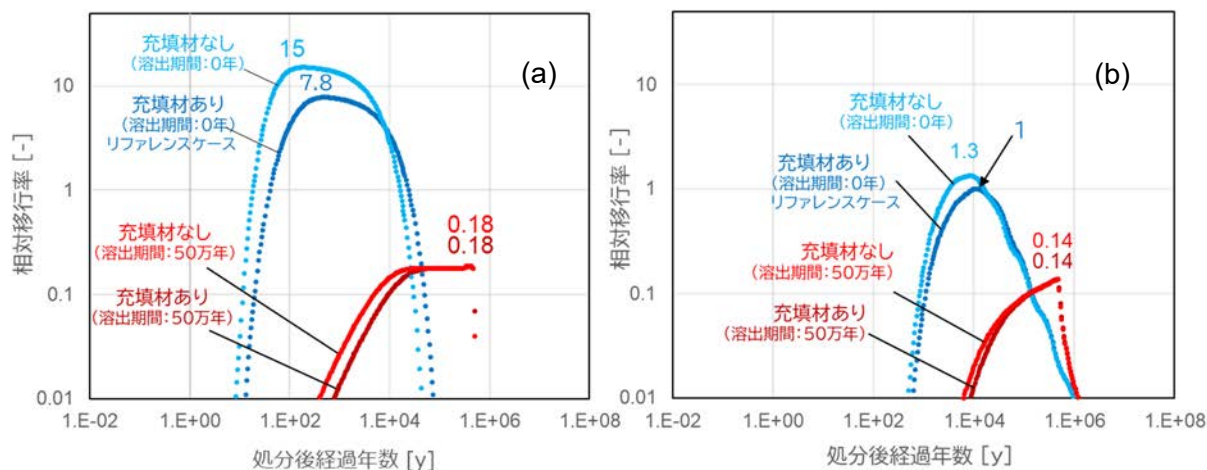 (a)
充填材なし
(溶出期間:0年)
15
7.8
充填材あり
(溶出期間:0年)
リファレンスケース
充填材なし
(溶出期間:50万年)
充填材あり
(溶出期間:50万年)
0.18
0.18
相対移行率 [-]
10
1
0.1
0.01
1.E-02 1.E+00 1.E+02 1.E+04 1.E+06 1.E+08
処分後経過年数 [y]
(b)
充填材なし
(溶出期間:0年)
1.3
1
充填材あり
(溶出期間:0年)
リファレンスケース
充填材なし
(溶出期間:50万年)
充填材あり
(溶出期間:50万年)
0.14
0.14
相対移行率 [-]
10
1
0.1
0.01
1.E-02 1.E+00 1.E+02 1.E+04 1.E+06 1.E+08
処分後経過年数 [y]